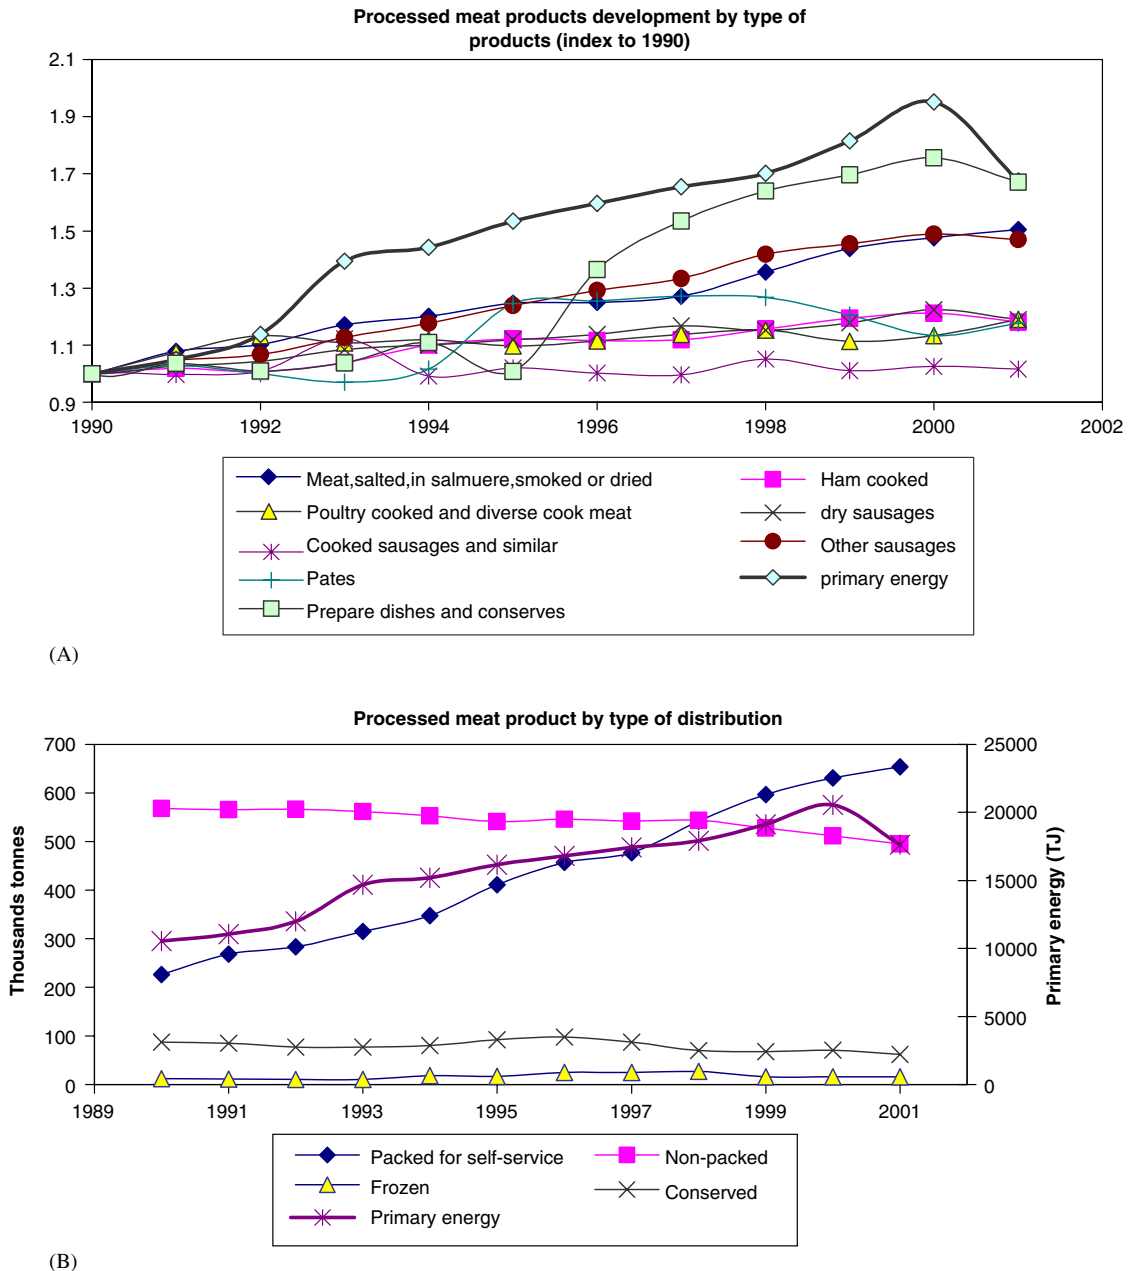 Processed meat products development by type of
products (index to 1990)
2.1
1.9
1.7
1.5
1.3
1.1
0.9
1990 1992 1994 1996 1998 2000 2002
Meat,salted,in salmuere,smoked or dried
Ham cooked
Poultry cooked and diverse cook meat
dry sausages
Cooked sausages and similar
Other sausages
Pates
primary energy
Prepare dishes and conserves
(A)
Processed meat product by type of distribution
700
600
500
400
300
200
100
0
Thousands tonnes
25000
20000
15000
10000
5000
0
Primary energy (TJ)
1989 1991 1993 1995 1997 1999 2001
Packed for self-service
Non-packed
Frozen
Conserved
Primary energy
(B)